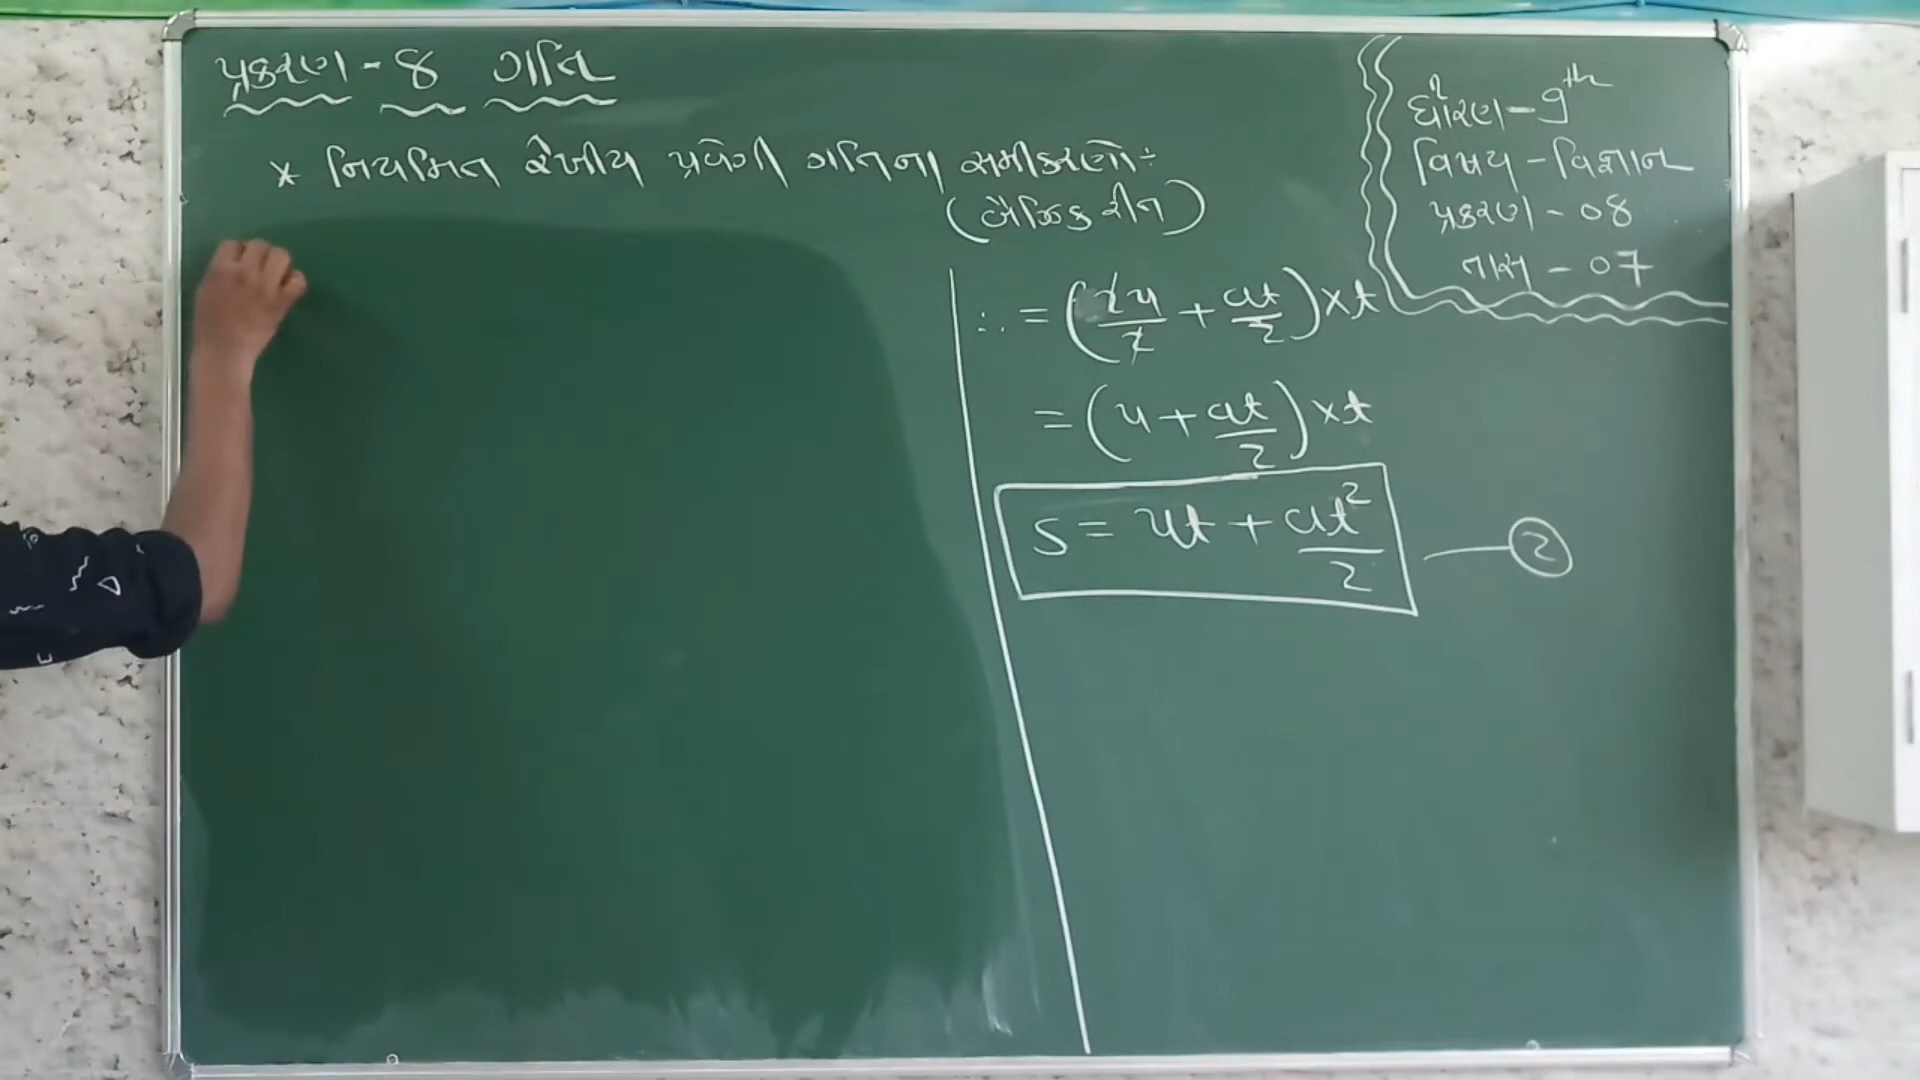 પ્રકરણ - 8 ગતિ
* નિયમિત રેખીય પ્રવેગી ગતિના સમીકરણો÷
(બૈજિક રીત)
ધોરણ - 9th
વિષય - વિજ્ઞાન
પ્રકરણ - 08
તાસ - 07
∴ = (2u/2 + at/2) × t
= (u + at/2) × t
s = ut + at²/2 — ②